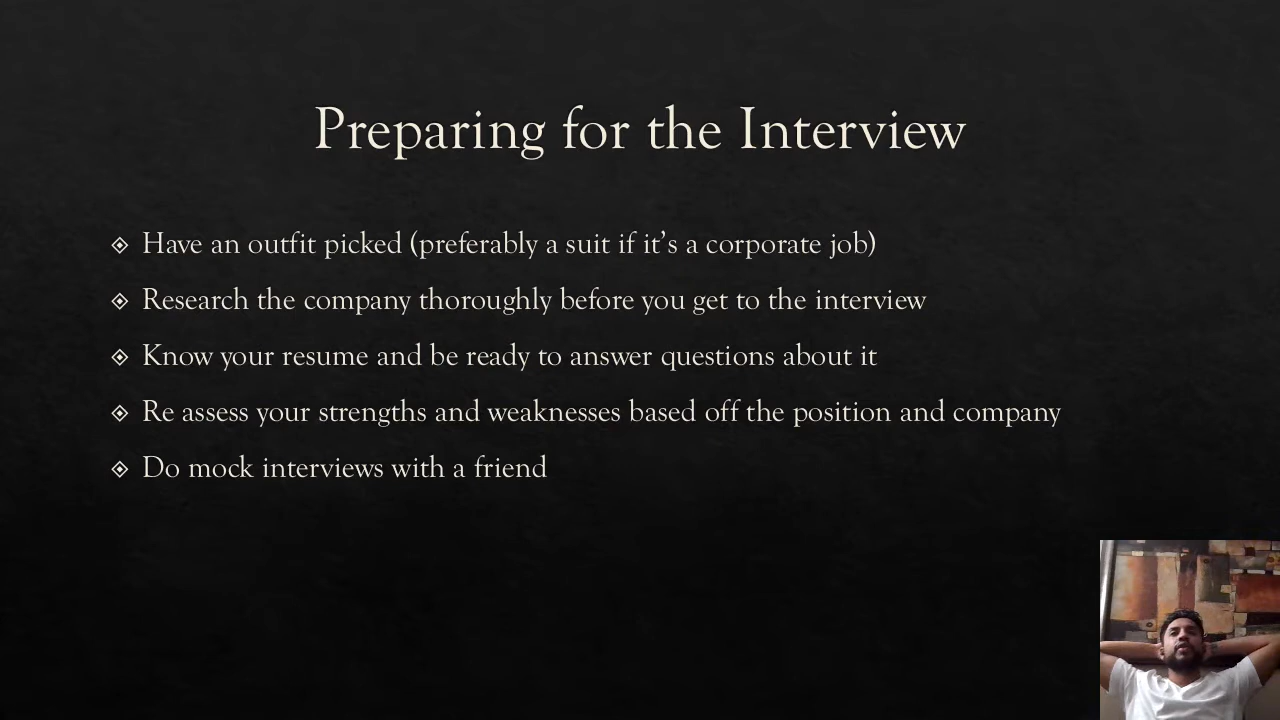 Preparing for the Interview
Have an outfit picked (preferably a suit if it's a corporate job)
Research the company thoroughly before you get to the interview
Know your resume and be ready to answer questions about it
Re assess your strengths and weaknesses based off the position and company
Do mock interviews with a friend